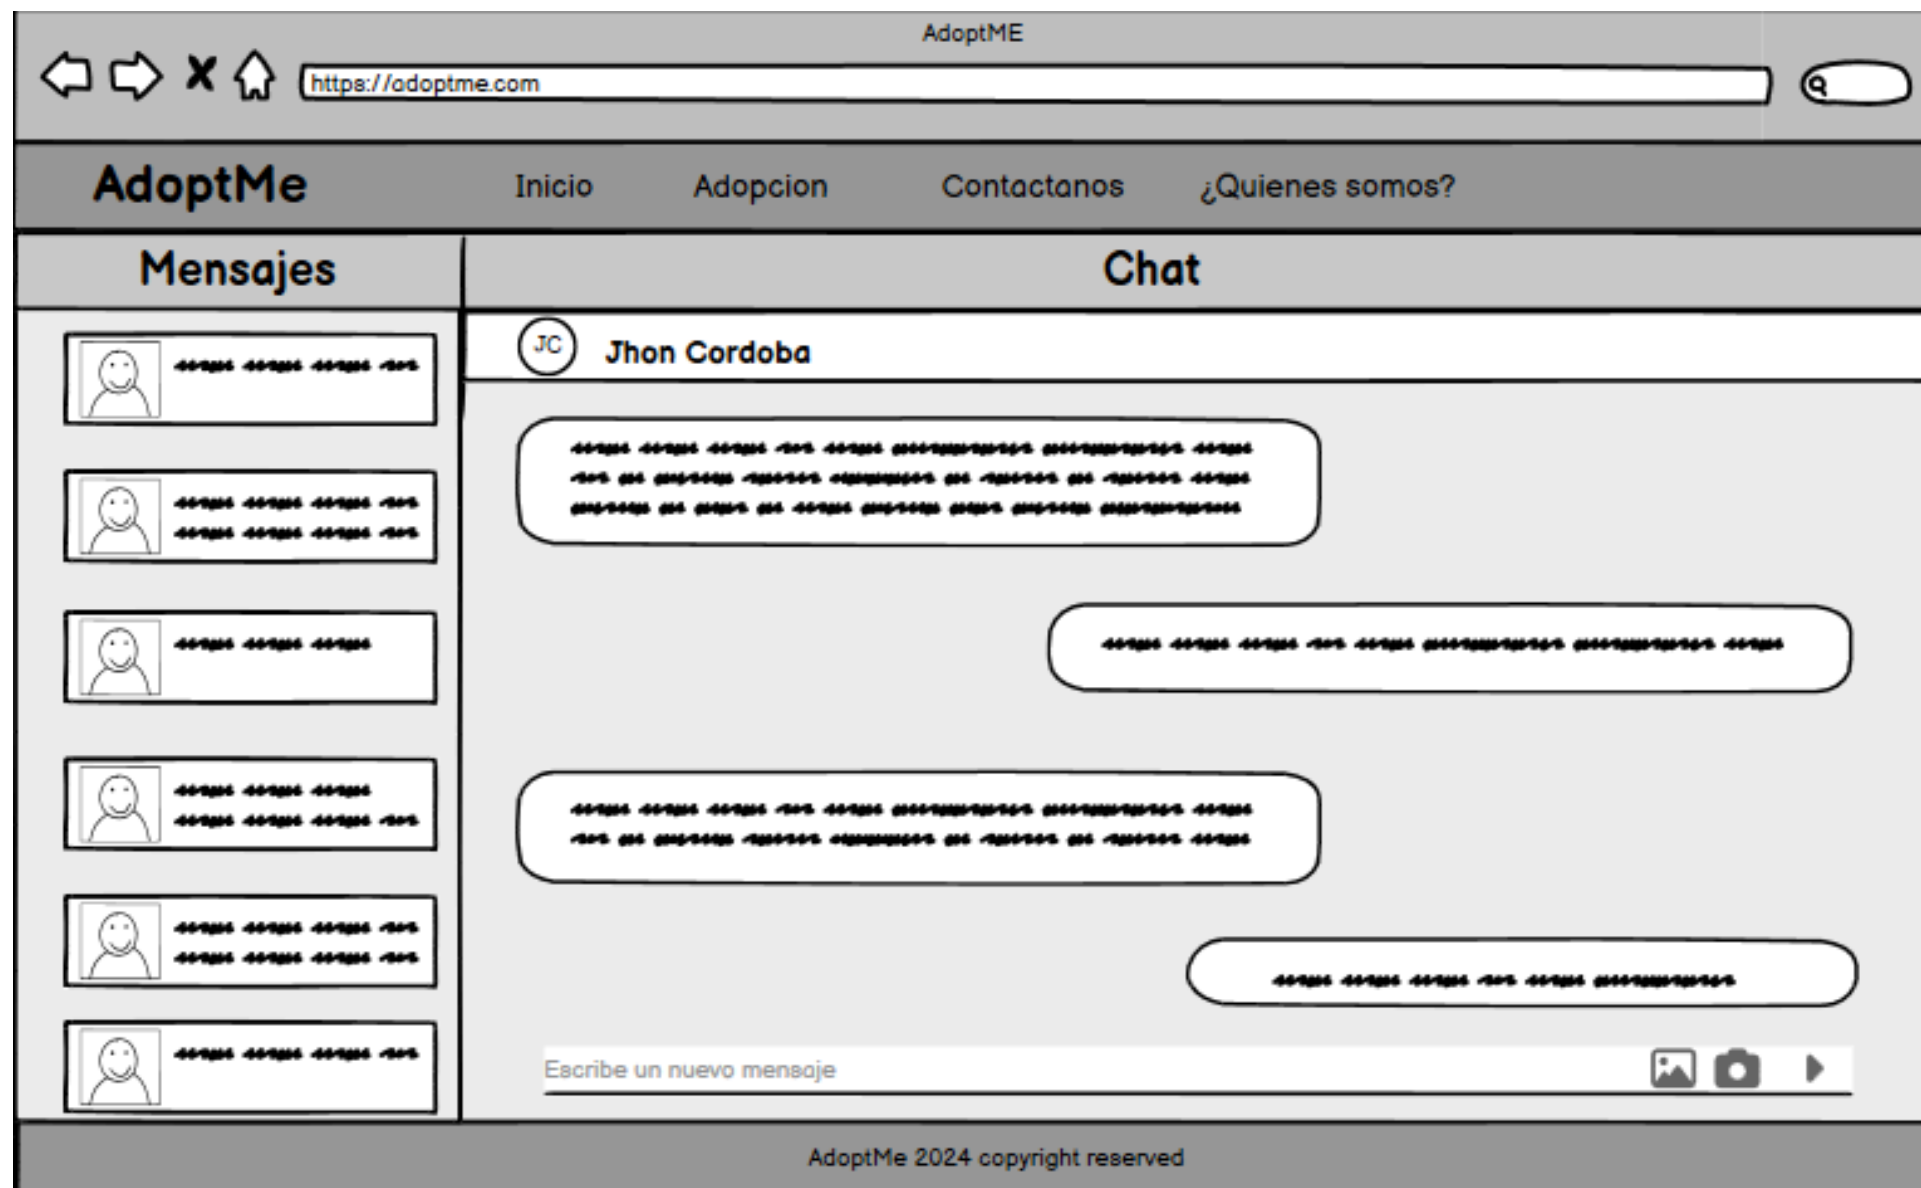 AdoptME
https://adoptme.com
AdoptMe Inicio Adopcion Contactanos ¿Quienes somos?
Mensajes
Chat
JC Jhon Cordoba
Escribe un nuevo mensaje
AdoptMe 2024 copyright reserved